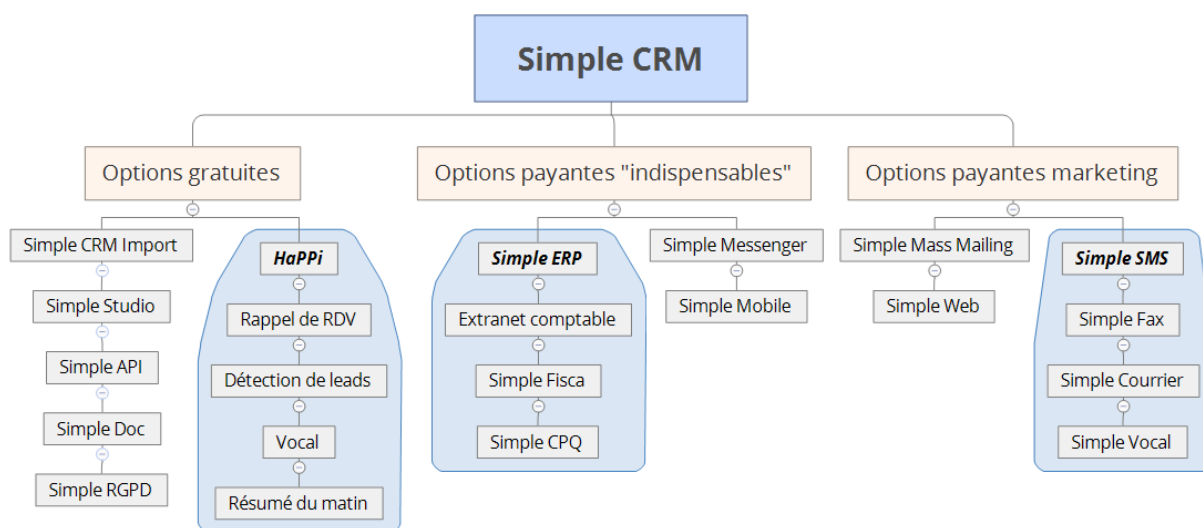 Simple CRM
Options gratuites
Options payantes "indispensables"
Options payantes marketing
Simple CRM Import
Simple Studio
Simple API
Simple Doc
Simple RGPD
HaPPi
Rappel de RDV
Détection de leads
Vocal
Résumé du matin
Simple ERP
Extranet comptable
Simple Fisca
Simple CPQ
Simple Messenger
Simple Mobile
Simple Mass Mailing
Simple Web
Simple SMS
Simple Fax
Simple Courrier
Simple Vocal